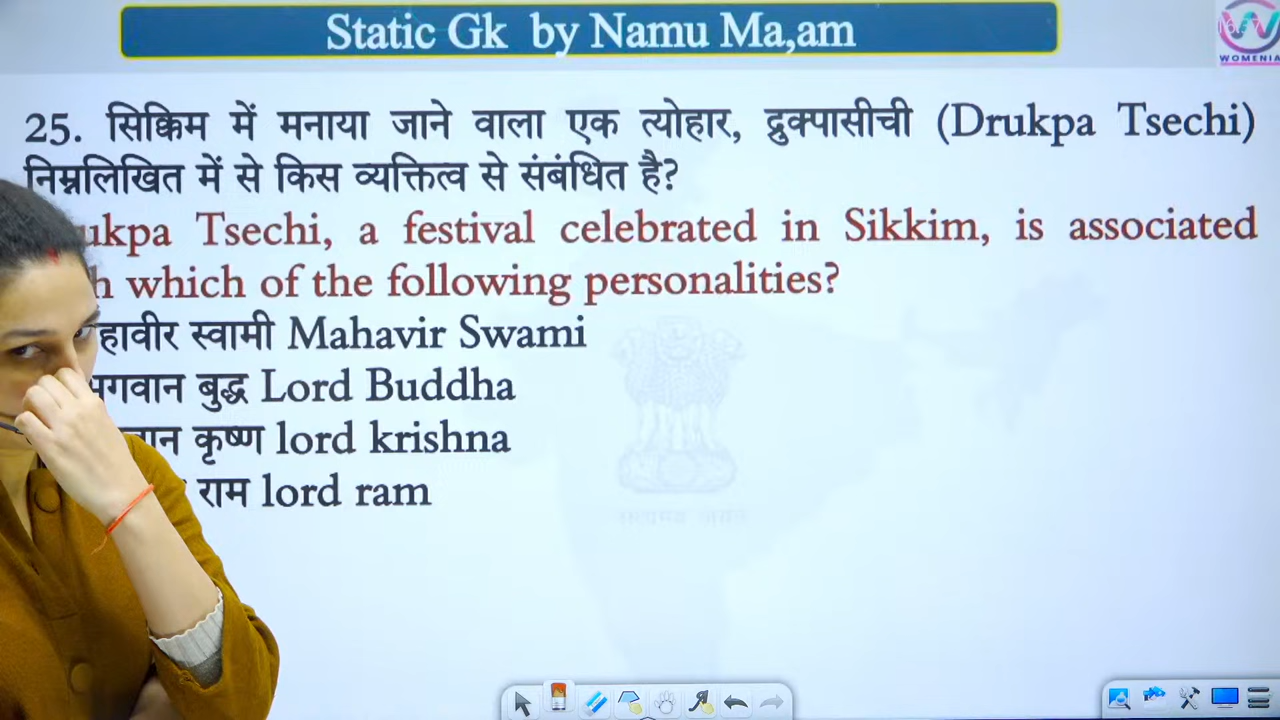 Static Gk by Namu Ma,am
WOMENIA
25. सिक्किम में मनाया जाने वाला एक त्योहार, द्रुक्पासीची (Drukpa Tsechi)
निम्नलिखित में से किस व्यक्तित्व से संबंधित है?
ukpa Tsechi, a festival celebrated in Sikkim, is associated
h which of the following personalities?
हावीर स्वामी Mahavir Swami
गवान बुद्ध Lord Buddha
ान कृष्ण lord krishna
राम lord ram